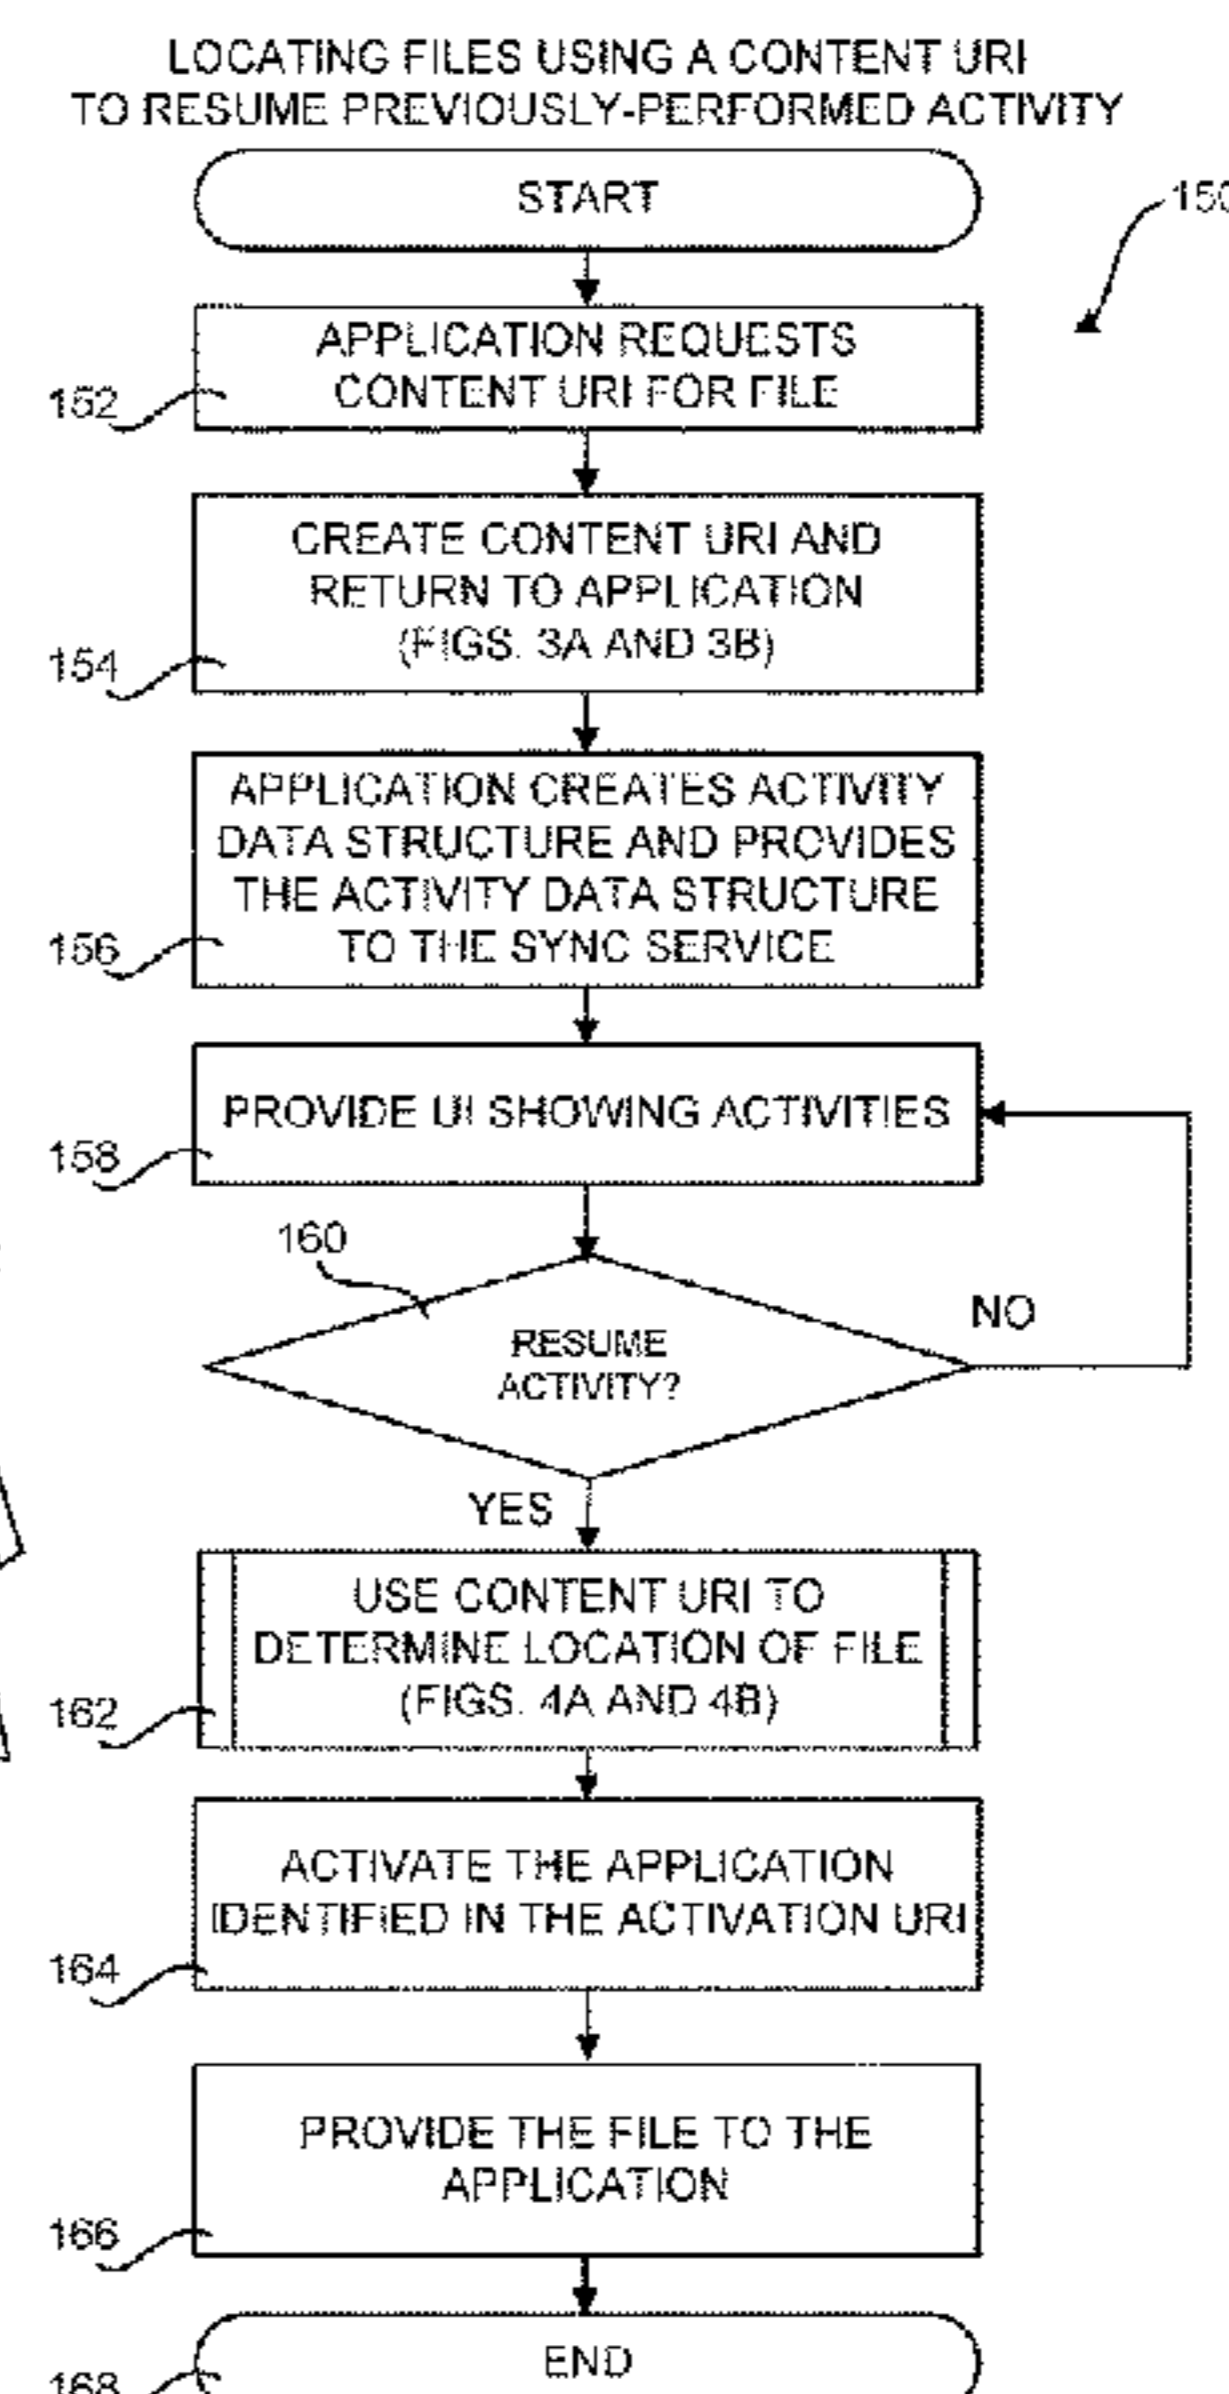 LOCATING FILES USING A CONTENT URI
TO RESUME PREVIOUSLY-PERFORMED ACTIVITY
START
150
APPLICATION REQUESTS
CONTENT URI FOR FILE
152
CREATE CONTENT URI AND
RETURN TO APPLICATION
(FIGS. 3A AND 3B)
154
APPLICATION CREATES ACTIVITY
DATA STRUCTURE AND PROVIDES
THE ACTIVITY DATA STRUCTURE
TO THE SYNC SERVICE
156
PROVIDE UI SHOWING ACTIVITIES
158
160
RESUME
ACTIVITY?
NO
YES
USE CONTENT URI TO
DETERMINE LOCATION OF FILE
(FIGS. 4A AND 4B)
162
ACTIVATE THE APPLICATION
IDENTIFIED IN THE ACTIVATION URI
164
PROVIDE THE FILE TO THE
APPLICATION
166
END
168